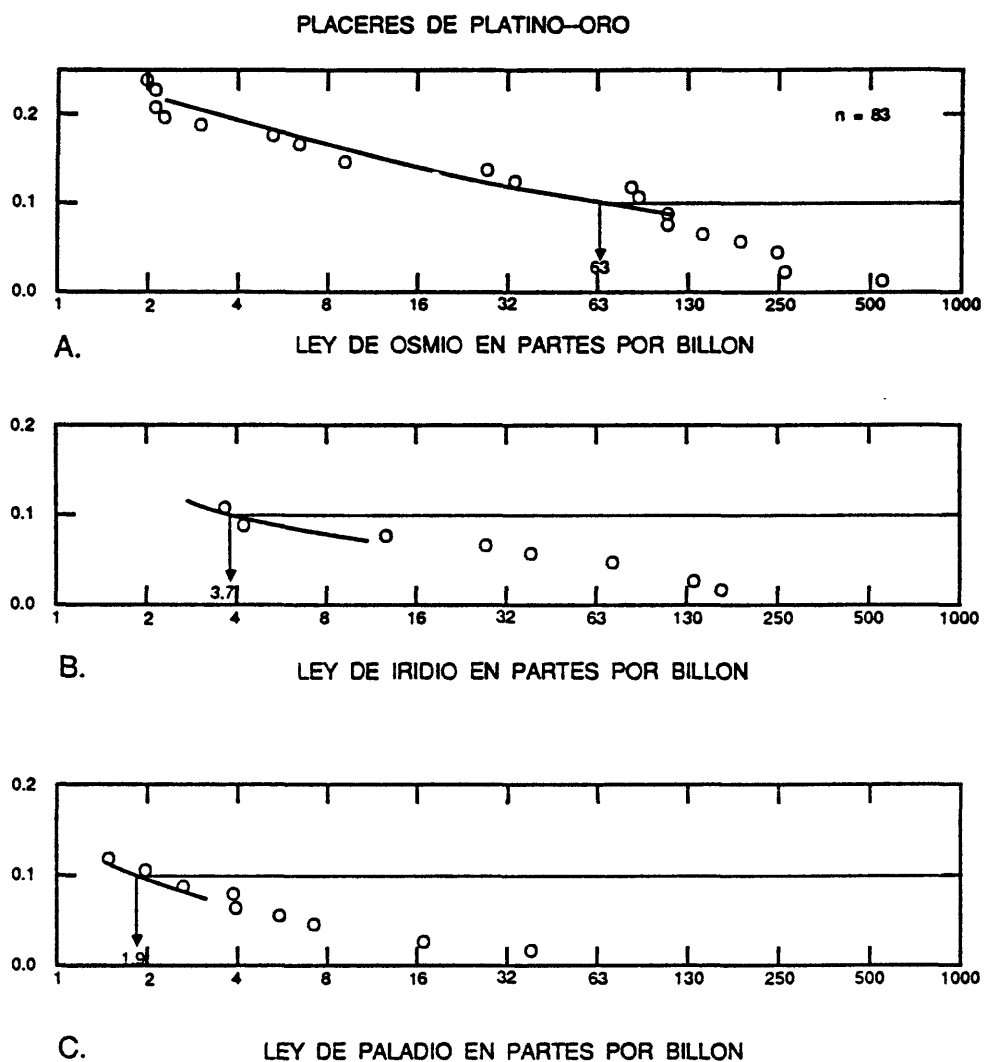 PLACERES DE PLATINO--ORO
0.2
n = 83
0.1
63
0.0
1 2 4 8 16 32 63 130 250 500 1000
A. LEY DE OSMIO EN PARTES POR BILLON
0.2
0.1
3.7
0.0
1 2 4 8 16 32 63 130 250 500 1000
B. LEY DE IRIDIO EN PARTES POR BILLON
0.2
0.1
1.9
0.0
1 2 4 8 16 32 63 130 250 500 1000
C. LEY DE PALADIO EN PARTES POR BILLON